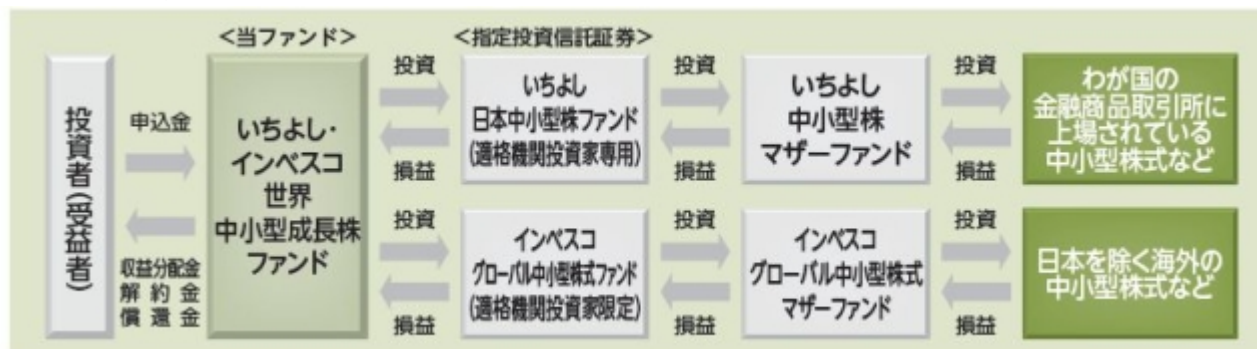 <当ファンド>
<指定投資信託証券>
投資者(受益者)
申込金
収益分配金
解約金
償還金
いちよし・
インベスコ
世界
中小型成長株
ファンド
投資
損益
いちよし
日本中小型株ファンド
(適格機関投資家専用)
投資
損益
いちよし
中小型株
マザーファンド
投資
損益
わが国の
金融商品取引所に
上場されている
中小型株式など
投資
損益
インベスコ
グローバル中小型株式ファンド
(適格機関投資家限定)
投資
損益
インベスコ
グローバル中小型株式
マザーファンド
投資
損益
日本を除く海外の
中小型株式など